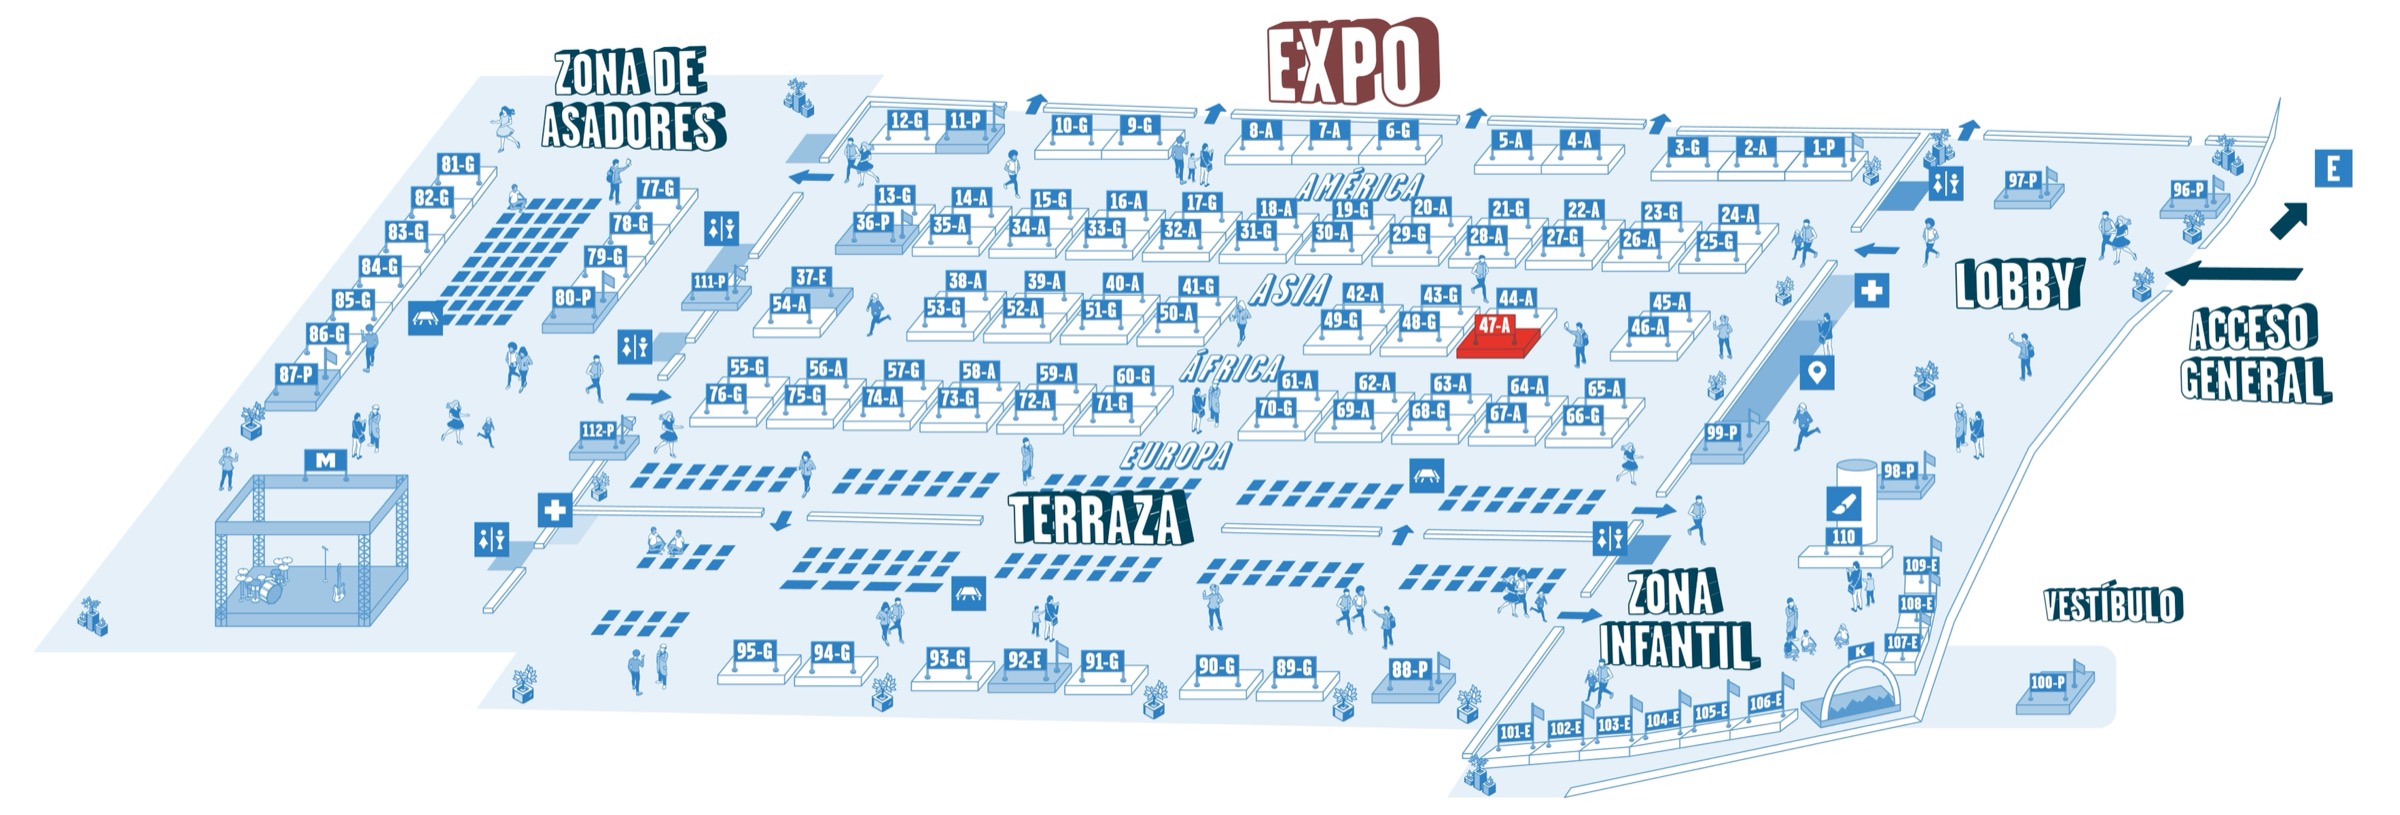 EXPO
ZONA DE
ASADORES
12-G 11-P 10-G 9-G 8-A 7-A 6-G 5-A 4-A 3-G 2-A 1-P
E
81-G 77-G
82-G 78-G
83-G 79-G
84-G 80-P
85-G
86-G
87-P
AMÉRICA
97-P 96-P
13-G 14-A 15-G 16-A 17-G 18-A 19-G 20-A 21-G 22-A 23-G 24-A
36-P 35-A 34-A 33-G 32-A 31-G 30-A 29-G 28-A 27-G 26-A 25-G
LOBBY
ASIA
111-P 37-E 38-A 39-A 40-A 41-G 42-A 43-G 44-A 45-A
54-A 53-G 52-A 51-G 50-A 49-G 48-G 47-A 46-A
ACCESO
GENERAL
ÁFRICA
55-G 56-A 57-G 58-A 59-A 60-G 61-A 62-A 63-A 64-A 65-A
76-G 75-G 74-A 73-G 72-A 71-G 70-G 69-A 68-G 67-A 66-G
112-P 99-P
EUROPA
M
98-P
TERRAZA
110
109-E
108-E
107-E
ZONA
INFANTIL
VESTÍBULO
K
95-G 94-G 93-G 92-E 91-G 90-G 89-G 88-P
100-P
101-E 102-E 103-E 104-E 105-E 106-E